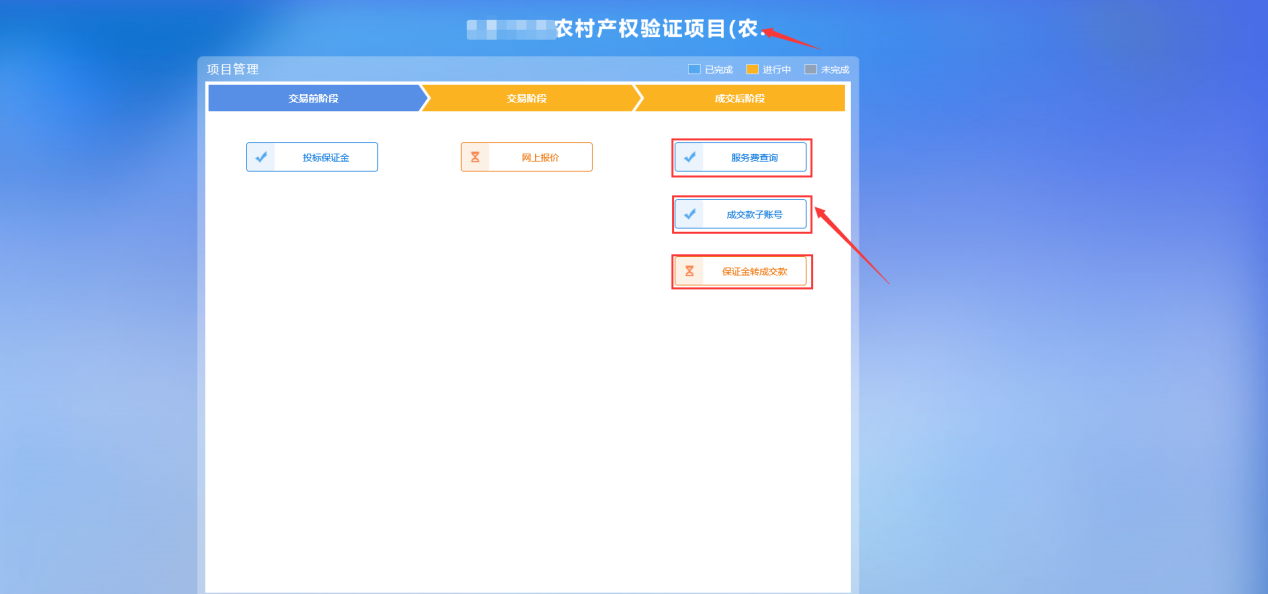 农村产权验证项目(农.
项目管理
已完成 进行中 未完成
交易前阶段 交易阶段 成交后阶段
投标保证金 网上报价 服务费查询
成交款子账号
保证金转成交款